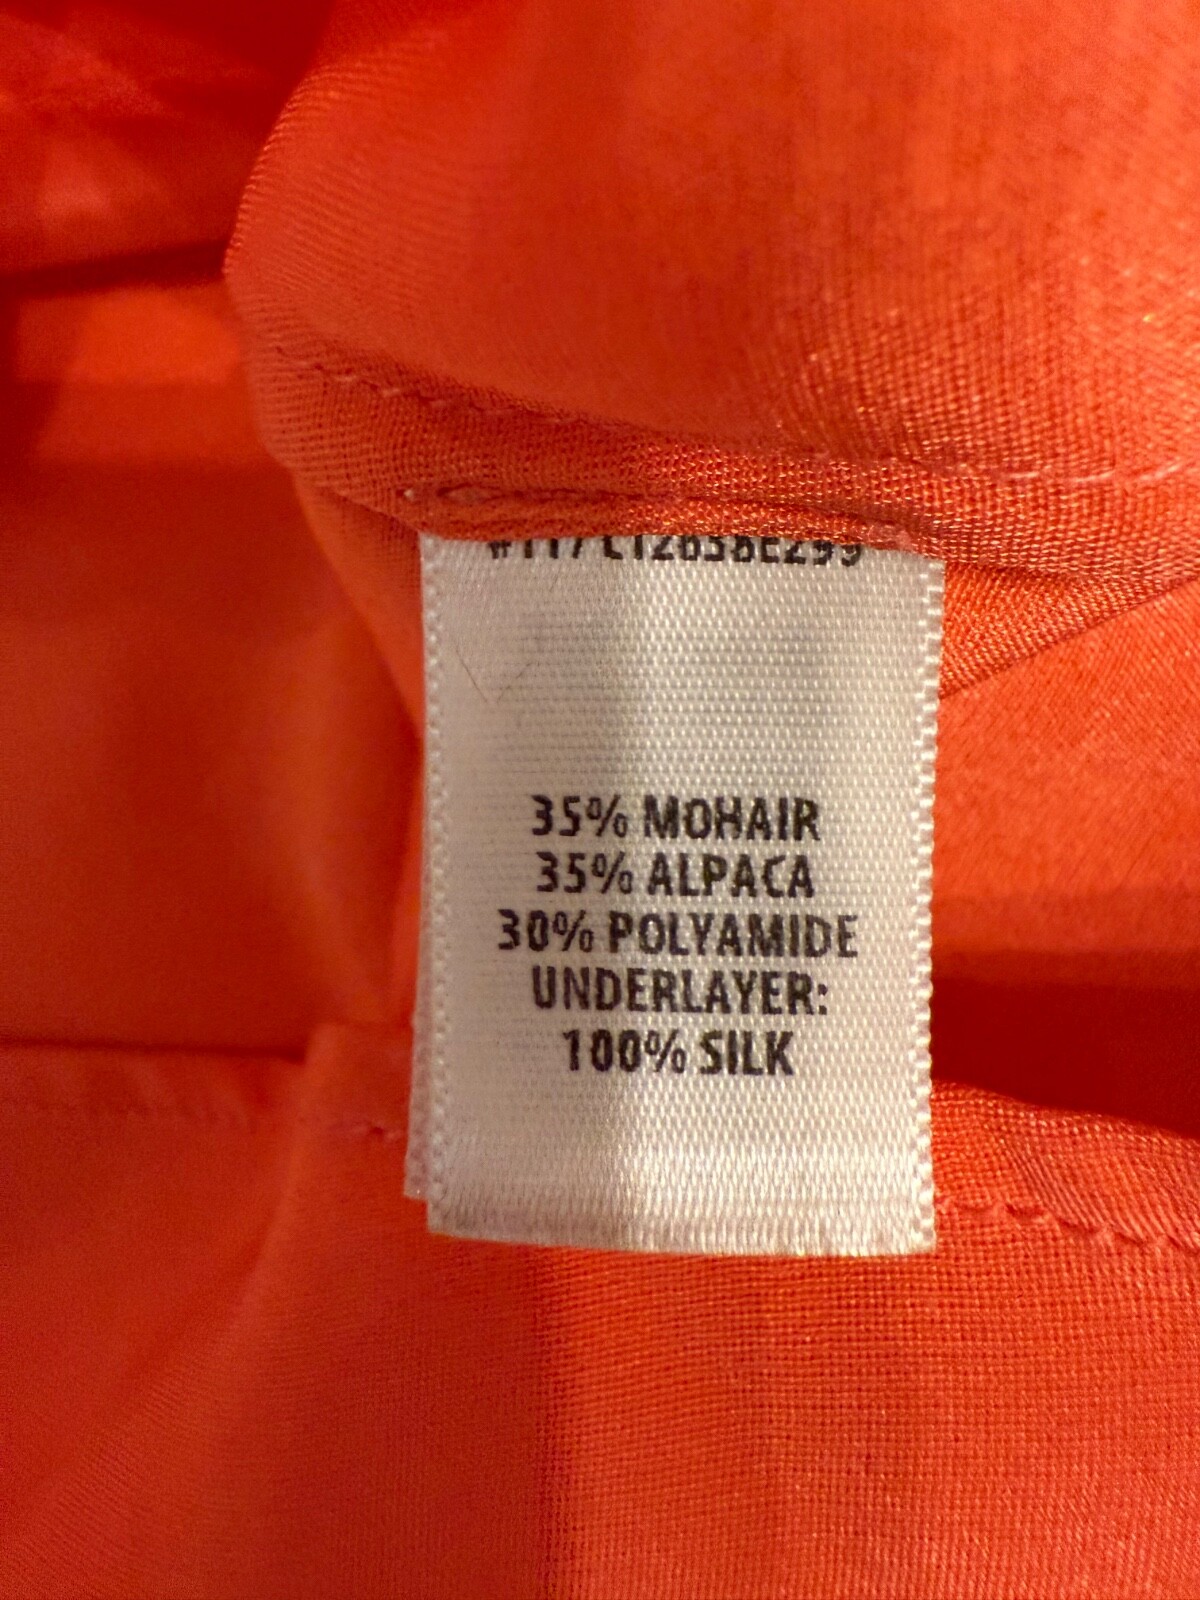 35% MOHAIR
35% ALPACA
30% POLYAMIDE
UNDERLAYER:
100% SILK